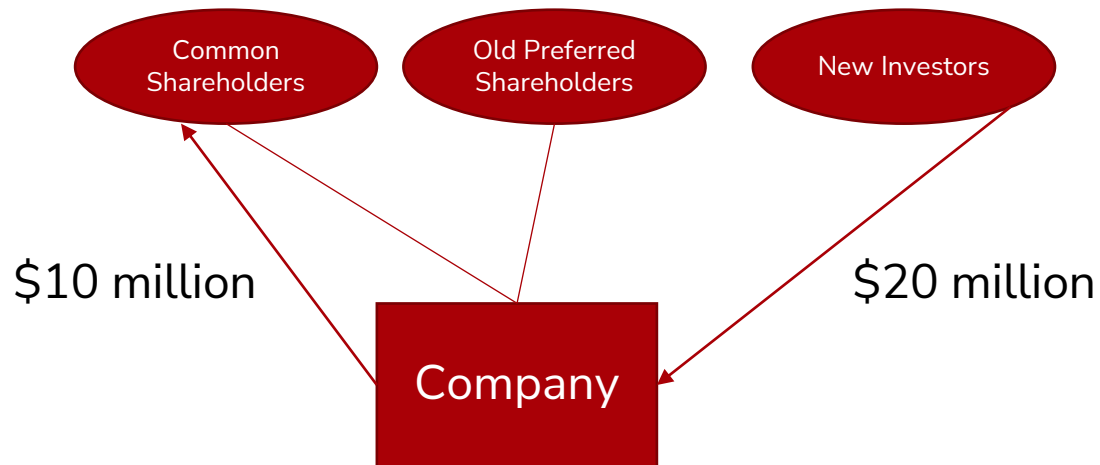 Common
Shareholders
Old Preferred
Shareholders
New Investors
$10 million
$20 million
Company